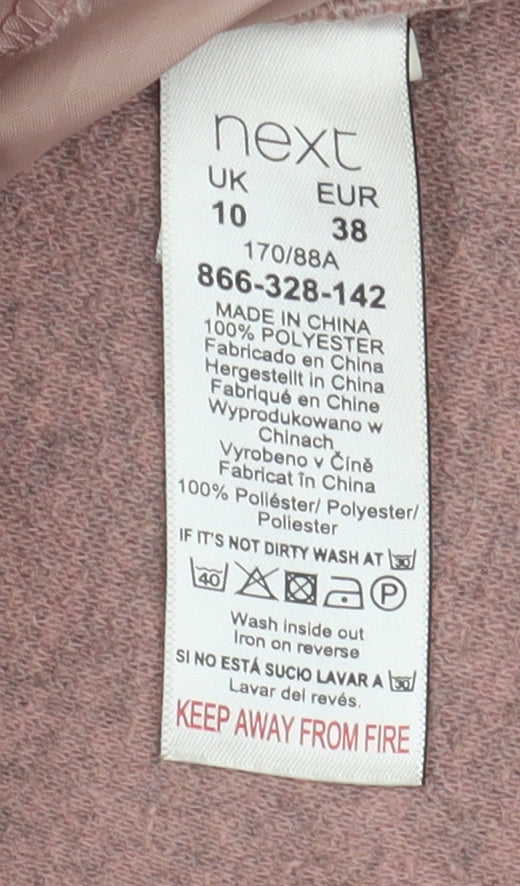 next
UK EUR
10 38
170/88A
866-328-142
MADE IN CHINA
100% POLYESTER
Fabricado en China
Hergestellt in China
Fabriqué en Chine
Wyprodukowano w
Chinach
Vyrobeno v Číně
Fabricat în China
100% Poliéster/ Polyester/
Poliester
IF IT'S NOT DIRTY WASH AT 30
40 P
Wash inside out
Iron on reverse
SI NO ESTÁ SUCIO LAVAR A 30
Lavar del revés.
KEEP AWAY FROM FIRE